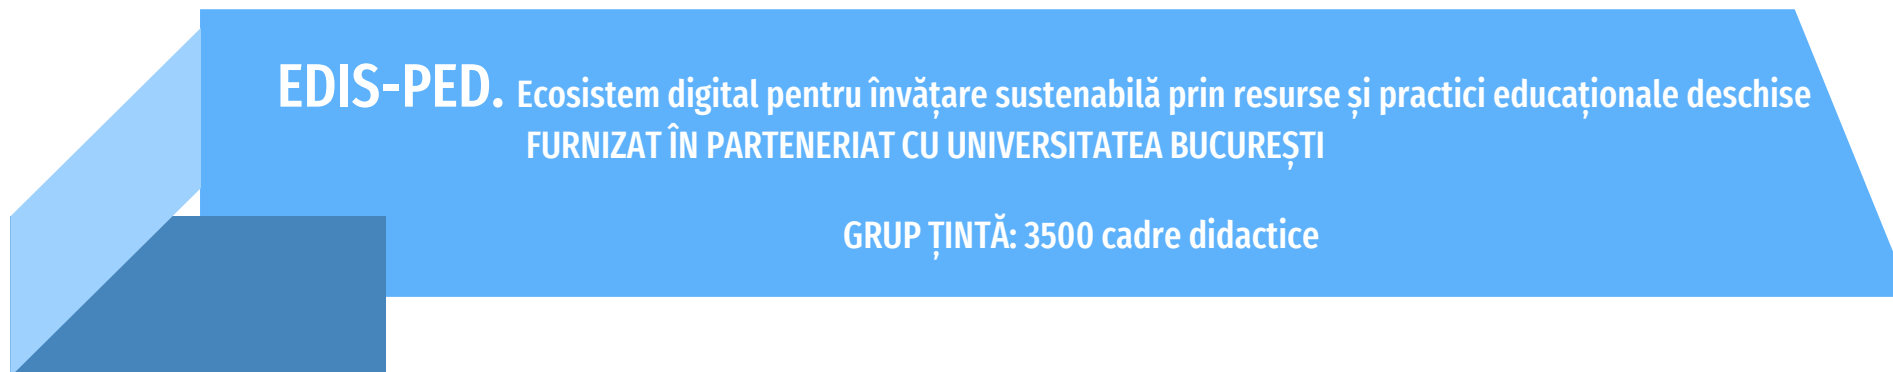 EDIS-PED. Ecosistem digital pentru învățare sustenabilă prin resurse și practici educaționale deschise
FURNIZAT ÎN PARTENERIAT CU UNIVERSITATEA BUCUREȘTI
GRUP ȚINTĂ: 3500 cadre didactice